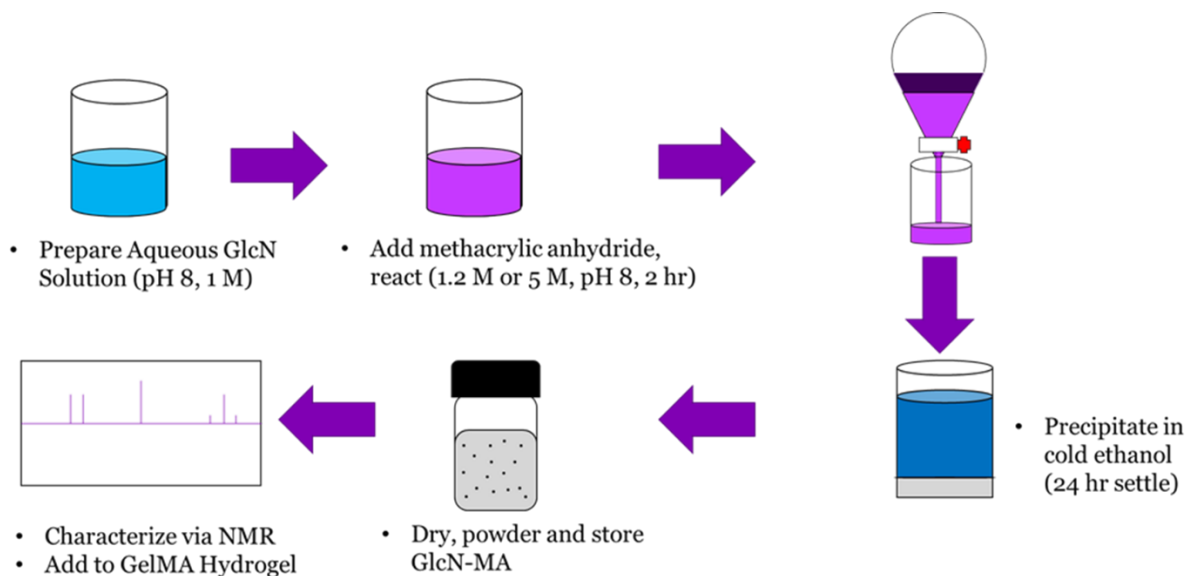 • Prepare Aqueous GlcN
Solution (pH 8, 1 M)
• Add methacrylic anhydride,
react (1.2 M or 5 M, pH 8, 2 hr)
• Precipitate in
cold ethanol
(24 hr settle)
• Dry, powder and store
GlcN-MA
• Characterize via NMR
• Add to GelMA Hydrogel